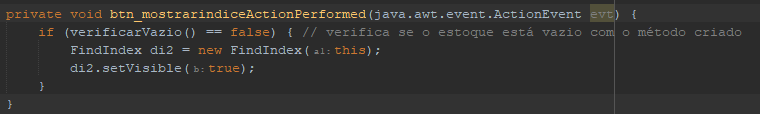 private void btn_mostrarindiceActionPerformed(java.awt.event.ActionEvent evt) {
if (verificarVazio() == false) { // verifica se o estoque está vazio com o método criado
FindIndex di2 = new FindIndex(al: this);
di2.setVisible(b: true);
}
}